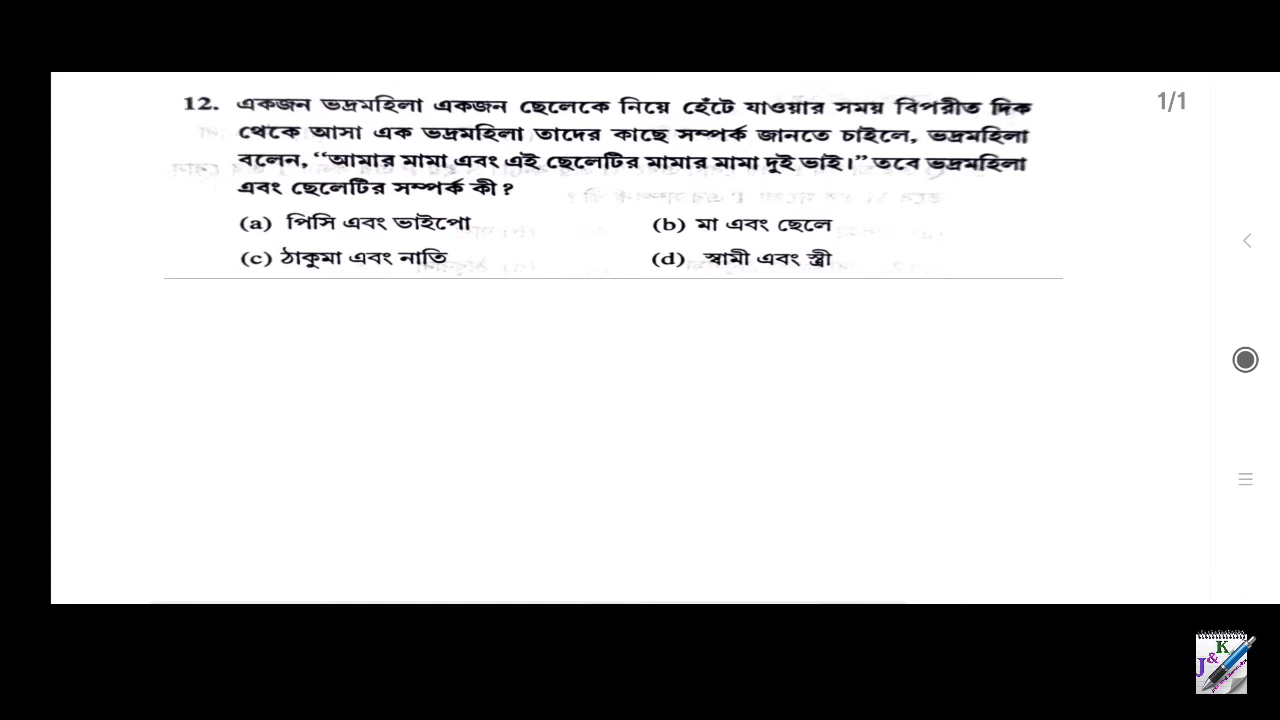 12. একজন ভদ্রমহিলা একজন ছেলেকে নিয়ে হেঁটে যাওয়ার সময় বিপরীত দিক
থেকে আসা এক ভদ্রমহিলা তাদের কাছে সম্পর্ক জানতে চাইলে, ভদ্রমহিলা
বলেন, “আমার মামা এবং এই ছেলেটির মামার মামা দুই ভাই।” তবে ভদ্রমহিলা
এবং ছেলেটির সম্পর্ক কী ?
(a) পিসি এবং ভাইপো (b) মা এবং ছেলে
(c) ঠাকুমা এবং নাতি (d) স্বামী এবং স্ত্রী
1/1
J&K